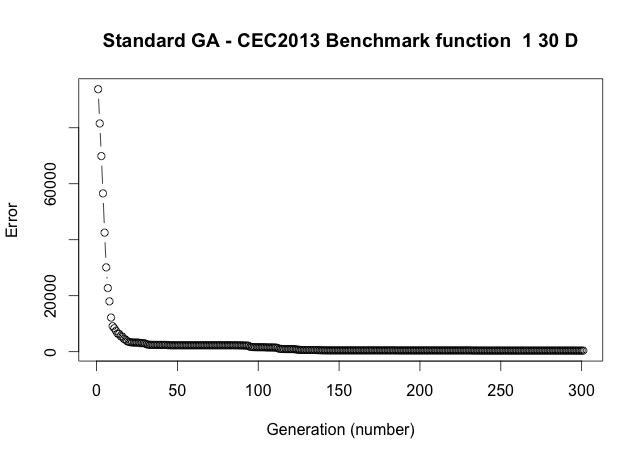 Standard GA - CEC2013 Benchmark function  1 30 D
Error
60000
20000
0
0 50 100 150 200 250 300
Generation (number)